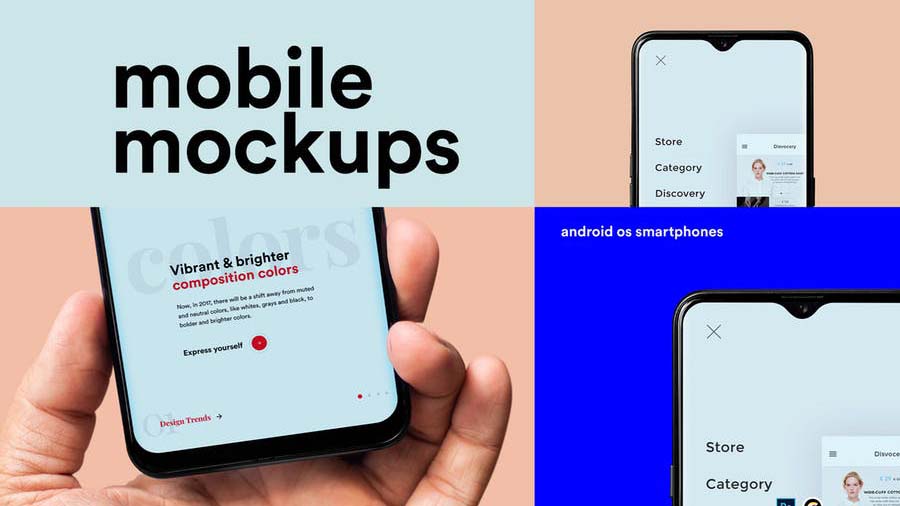 mobile
mockups
Store
Category
Discovery
Disvocery
colors
Vibrant & brighter
composition colors
Now, in 2017, there will be a shift away from muted
and neutral colors, like whites, grays and black, to
bolder and brighter colors.
Express yourself
01
Design Trends
android os smartphones
Store
Category
Disvoce
Ps